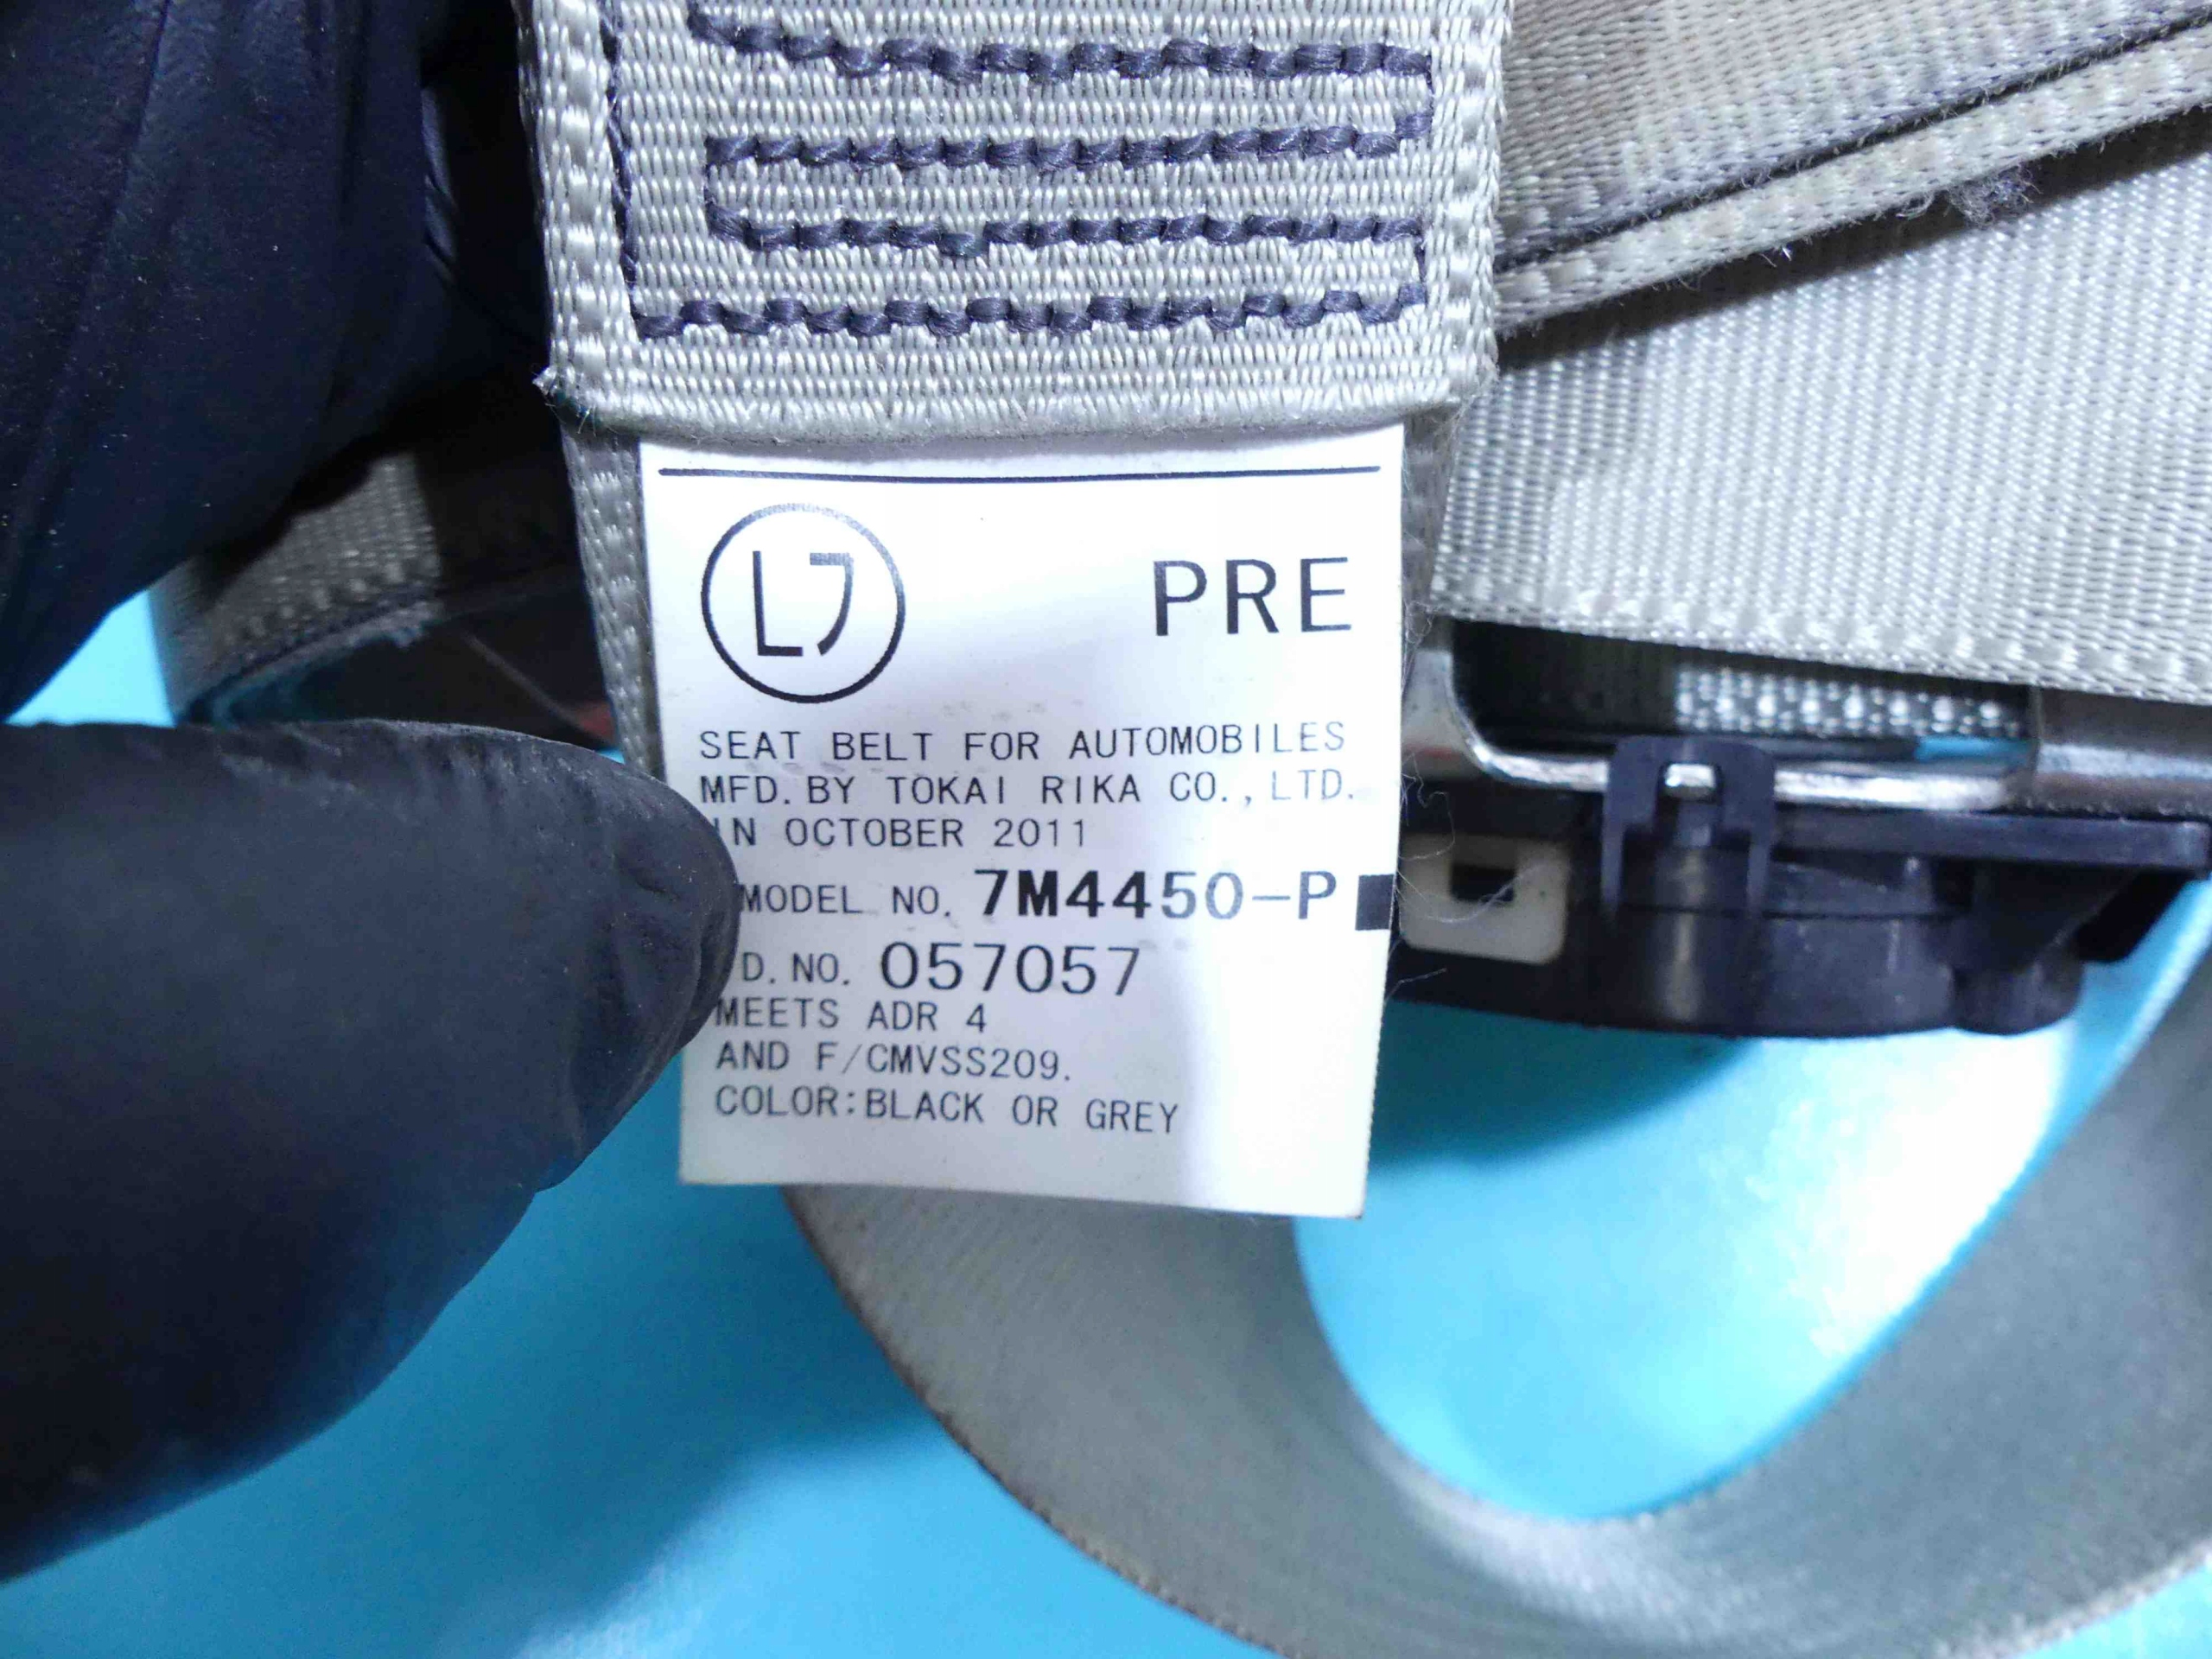 PRE
SEAT BELT FOR AUTOMOBILES
MFD. BY TOKAI RIKA CO., LTD.
IN OCTOBER 2011
MODEL NO. 7M4450-P
D. NO. 057057
MEETS ADR 4
AND F/CMVSS209.
COLOR:BLACK OR GREY